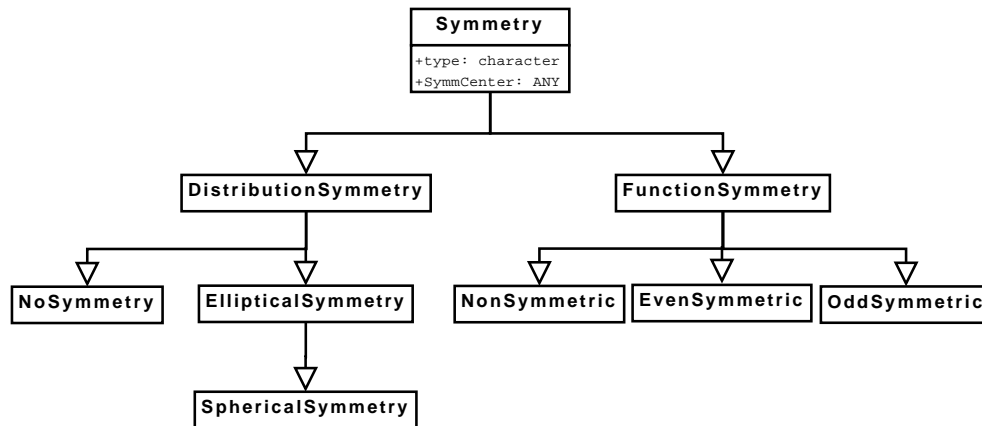 Symmetry
+type: character
+SymmCenter: ANY
DistributionSymmetry
FunctionSymmetry
NoSymmetry
EllipticalSymmetry
NonSymmetric
EvenSymmetric
OddSymmetric
SphericalSymmetry